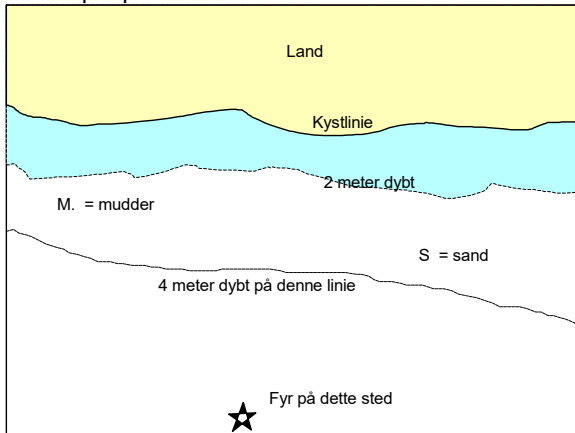 Land
Kystlinie
2 meter dybt
M. = mudder
S = sand
4 meter dybt på denne linie
Fyr på dette sted